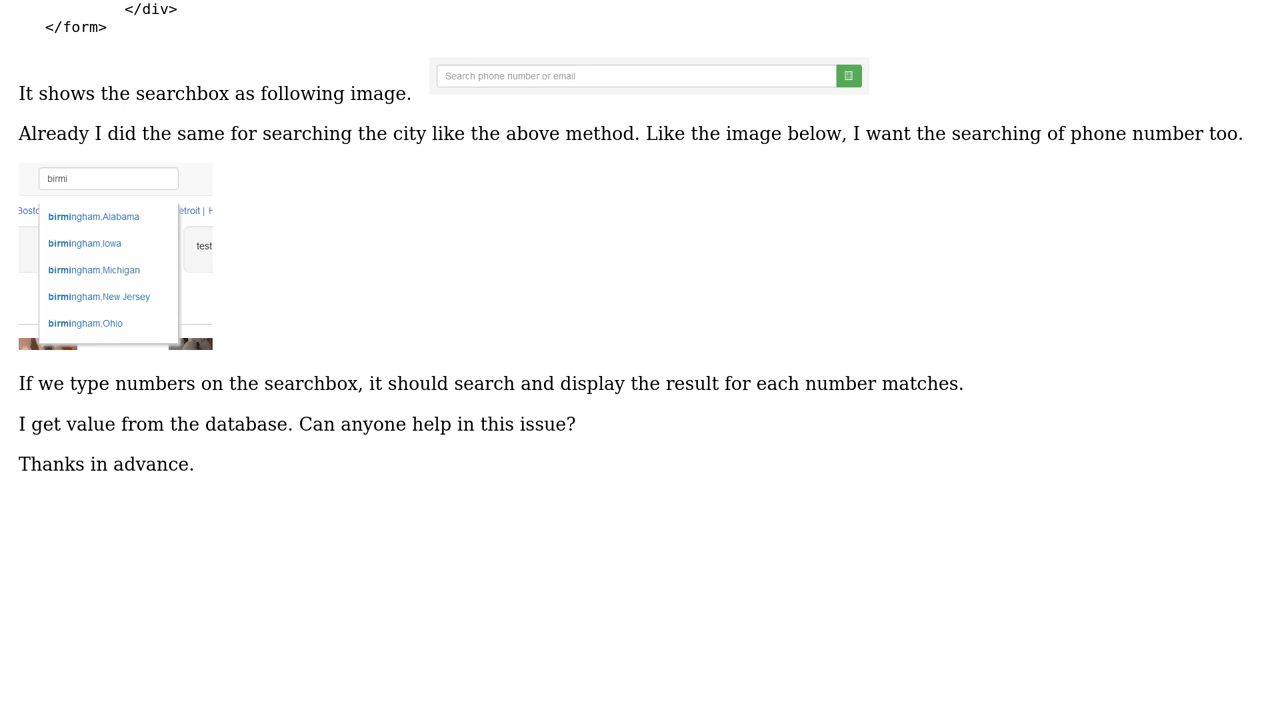 </div>
</form>
Search phone number or email
It shows the searchbox as following image.
Already I did the same for searching the city like the above method. Like the image below, I want the searching of phone number too.
birmi
Bosto
etroit | H
birmingham,Alabama
birmingham,Iowa
test
birmingham,Michigan
birmingham,New Jersey
birmingham,Ohio
If we type numbers on the searchbox, it should search and display the result for each number matches.
I get value from the database. Can anyone help in this issue?
Thanks in advance.